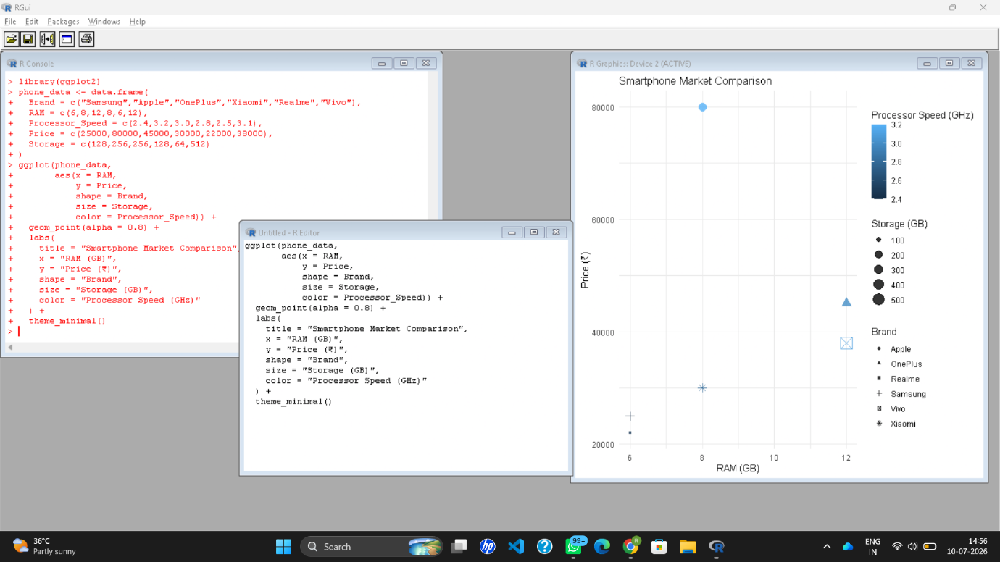 RGui
File Edit Packages Windows Help
R Console
> library(ggplot2)
> phone_data <- data.frame(
+   Brand = c("Samsung","Apple","OnePlus","Xiaomi","Realme","Vivo"),
+   RAM = c(6,8,12,8,6,12),
+   Processor_Speed = c(2.4,3.2,3.0,2.8,2.5,3.1),
+   Price = c(25000,80000,45000,30000,22000,38000),
+   Storage = c(128,256,256,128,64,512)
+ )
> ggplot(phone_data,
+        aes(x = RAM,
+            y = Price,
+            shape = Brand,
+            size = Storage,
+            color = Processor_Speed)) +
+   geom_point(alpha = 0.8) +
+   labs(
+     title = "Smartphone Market Comparison",
+     x = "RAM (GB)",
+     y = "Price (₹)",
+     shape = "Brand",
+     size = "Storage (GB)",
+     color = "Processor Speed (GHz)"
+   ) +
+   theme_minimal()
>
Untitled - R Editor
ggplot(phone_data,
       aes(x = RAM,
           y = Price,
           shape = Brand,
           size = Storage,
           color = Processor_Speed)) +
  geom_point(alpha = 0.8) +
  labs(
    title = "Smartphone Market Comparison",
    x = "RAM (GB)",
    y = "Price (₹)",
    shape = "Brand",
    size = "Storage (GB)",
    color = "Processor Speed (GHz)"
  ) +
  theme_minimal()
R Graphics: Device 2 (ACTIVE)
Smartphone Market Comparison
80000
60000
40000
20000
Price (₹)
6 8 10 12
RAM (GB)
Processor Speed (GHz)
3.2
3.0
2.8
2.6
2.4
Storage (GB)
100
200
300
400
500
Brand
Apple
OnePlus
Realme
Samsung
Vivo
Xiaomi
36°C
Partly sunny
Search
hp
99+
R
ENG
IN
14:56
10-07-2026